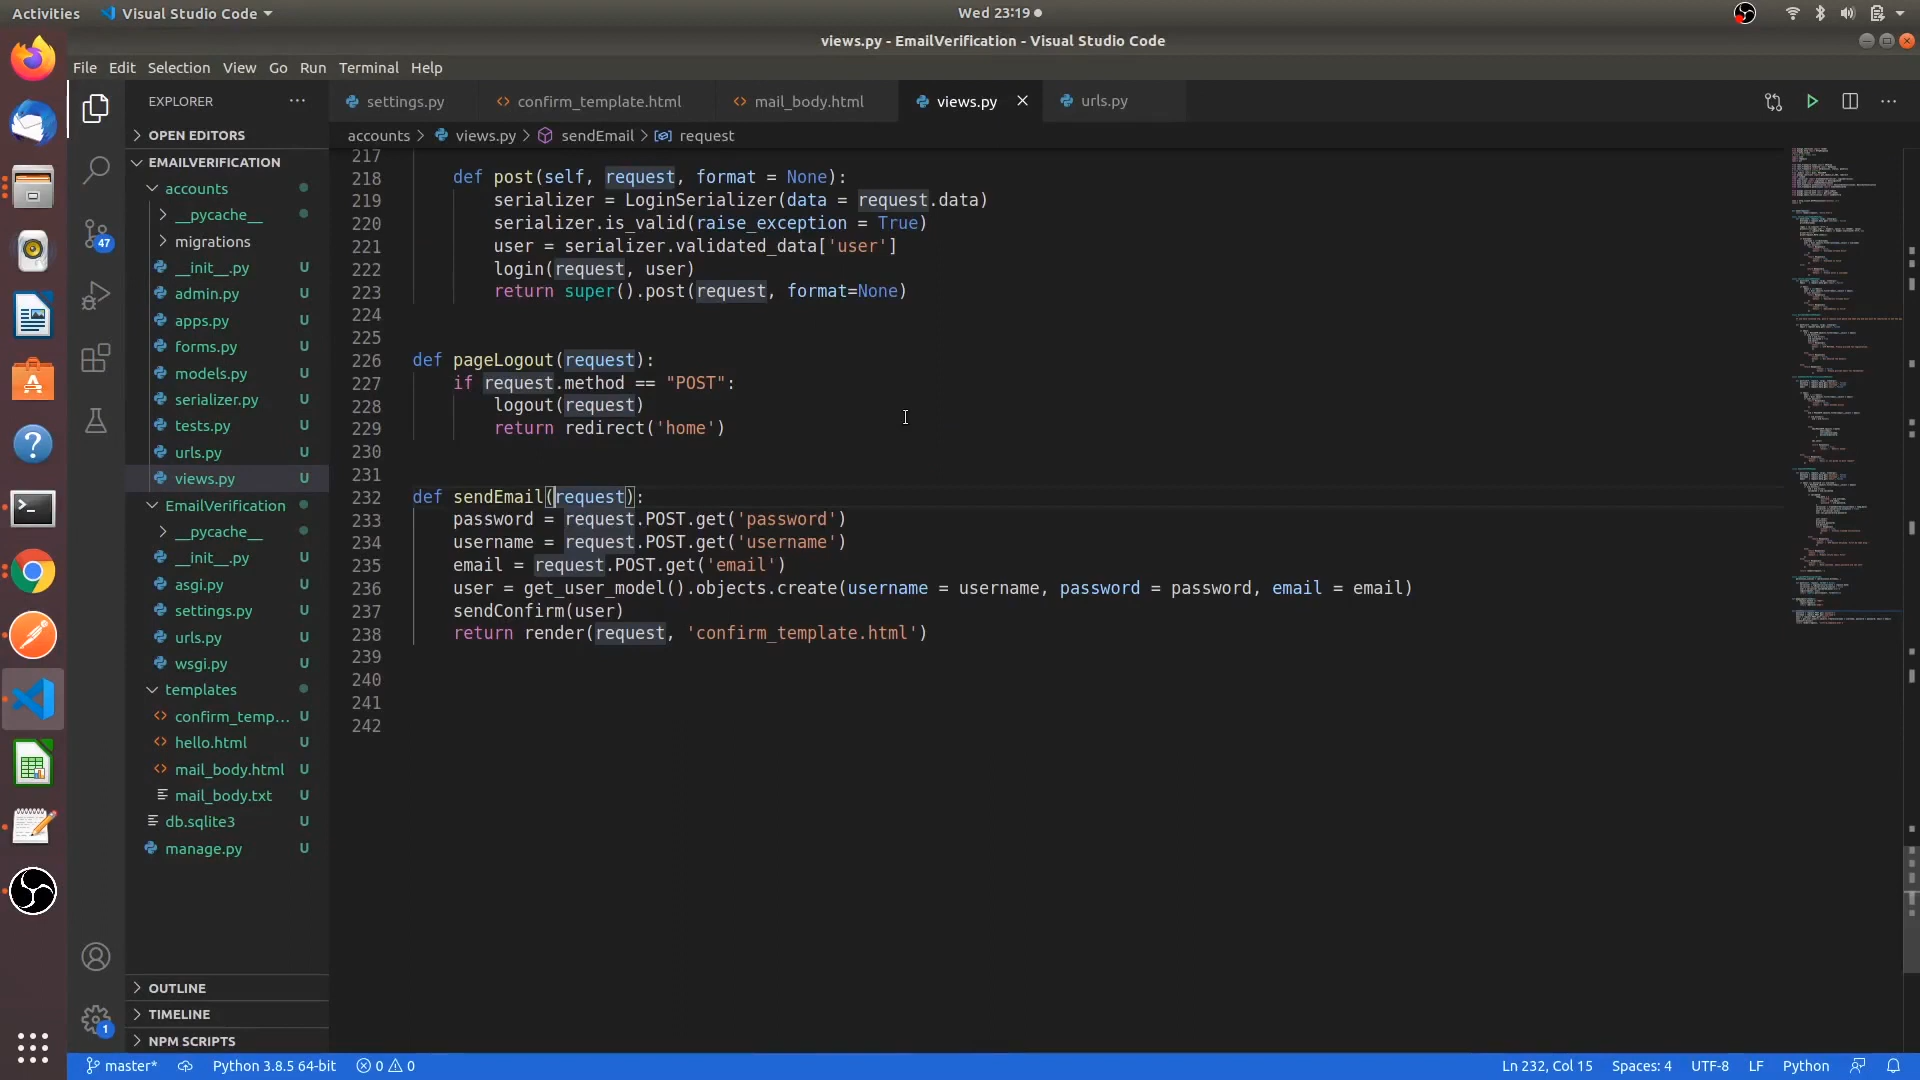 Activities
Visual Studio Code
Wed 23:19
views.py - EmailVerification - Visual Studio Code
File Edit Selection View Go Run Terminal Help
EXPLORER
settings.py
confirm_template.html
mail_body.html
views.py
urls.py
OPEN EDITORS
accounts > views.py > sendEmail > request
EMAILVERIFICATION
accounts
__pycache__
migrations
__init__.py U
admin.py U
apps.py U
forms.py U
models.py U
serializer.py U
tests.py U
urls.py U
views.py U
EmailVerification
__pycache__
__init__.py U
asgi.py U
settings.py U
urls.py U
wsgi.py U
templates
confirm_temp... U
hello.html U
mail_body.html U
mail_body.txt U
db.sqlite3 U
manage.py U
OUTLINE
TIMELINE
NPM SCRIPTS
47
1
217
218 def post(self, request, format = None):
219 serializer = LoginSerializer(data = request.data)
220 serializer.is_valid(raise_exception = True)
221 user = serializer.validated_data['user']
222 login(request, user)
223 return super().post(request, format=None)
224
225
226 def pageLogout(request):
227 if request.method == "POST":
228 logout(request)
229 return redirect('home')
230
231
232 def sendEmail(request):
233 password = request.POST.get('password')
234 username = request.POST.get('username')
235 email = request.POST.get('email')
236 user = get_user_model().objects.create(username = username, password = password, email = email)
237 sendConfirm(user)
238 return render(request, 'confirm_template.html')
239
240
241
242
master*
Python 3.8.5 64-bit
0
0
Ln 232, Col 15
Spaces: 4
UTF-8
LF
Python